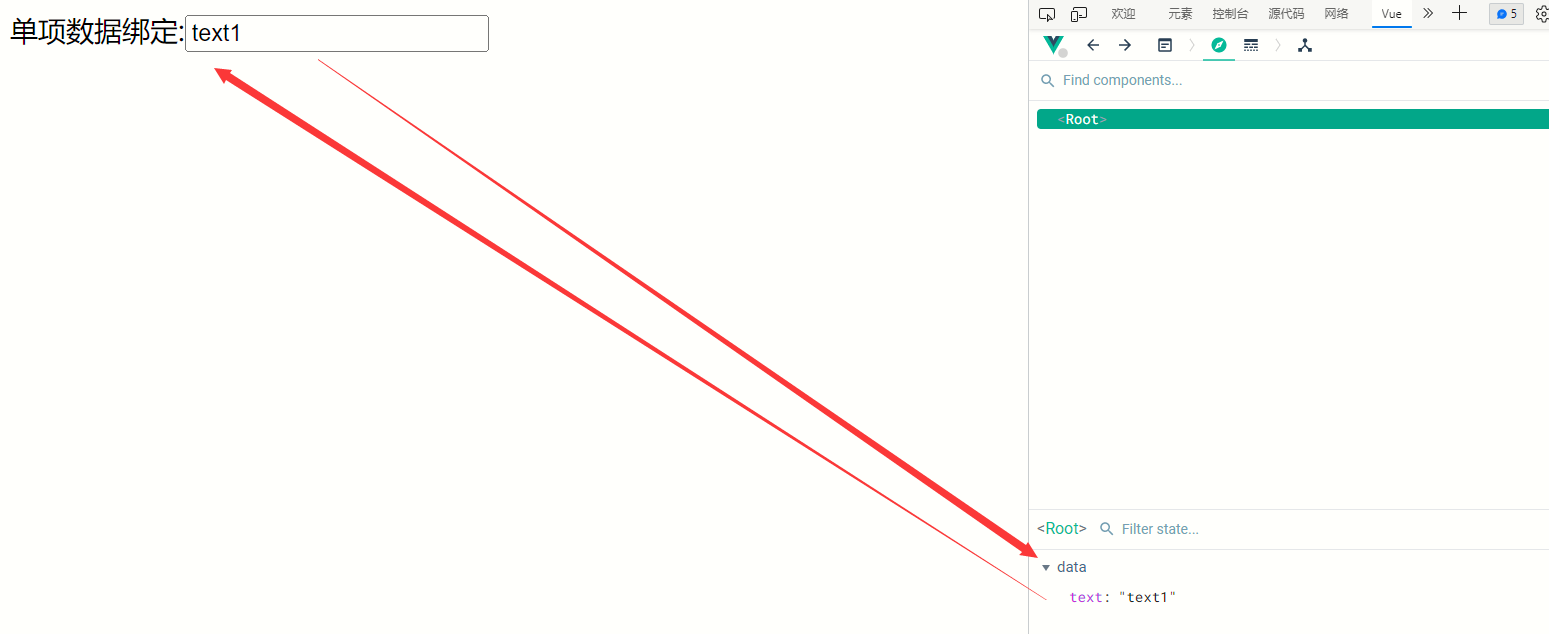 单项数据绑定:text1
欢迎 元素 控制台 源代码 网络 Vue 5
Find components...
<Root>
<Root> Filter state...
data
text: "text1"